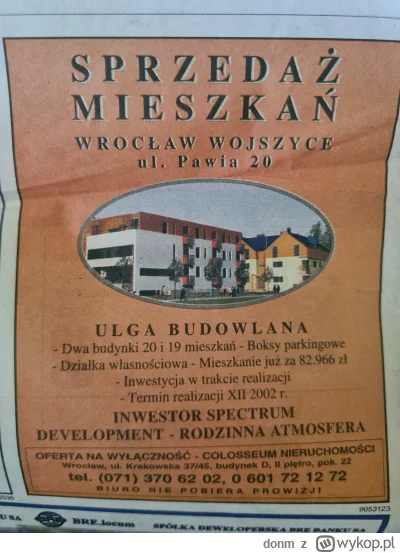 SPRZEDAŻ
MIESZKAŃ
WROCŁAW WOJSZYCE
ul. Pawia 20
ULGA BUDOWLANA
- Dwa budynki 20 i 19 mieszkań - Boksy parkingowe
- Działka własnościowa - Mieszkanie już za 82.966 zł
- Inwestycja w trakcie realizacji
- Termin realizacji XII 2002 r.
INWESTOR SPECTRUM
DEVELOPMENT - RODZINNA ATMOSFERA
OFERTA NA WYŁĄCZNOŚĆ - COLOSSEUM NIERUCHOMOŚCI
Wrocław, ul. Krakowska 37/45, budynek D, II piętro, pok. 22
tel. (071) 370 62 02, 0 601 72 12 72
BIURO NIE POBIERA PROWIZJI
9053123
BRE.locum SPÓŁKA DEWELOPERSKA BRE BANKU SA
donm z wykop.pl